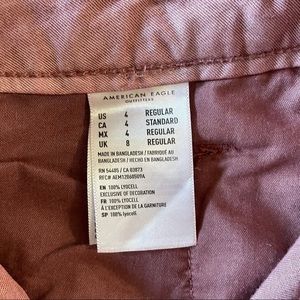 AMERICAN EAGLE
OUTFITTERS
US 4 REGULAR
CA 4 STANDARD
MX 4 REGULAR
UK 8 REGULAR
MADE IN BANGLADESH / FABRIQUÉ AU
BANGLADESH / HECHO EN BANGLADESH
RN 54485 / CA 03873
RFC# AEM12060509A
EN 100% LYOCELL
EXCLUSIVE OF DECORATION
FR 100% LYOCELL
À L'EXCEPTION DE LA GARNITURE
SP 100% lyocell